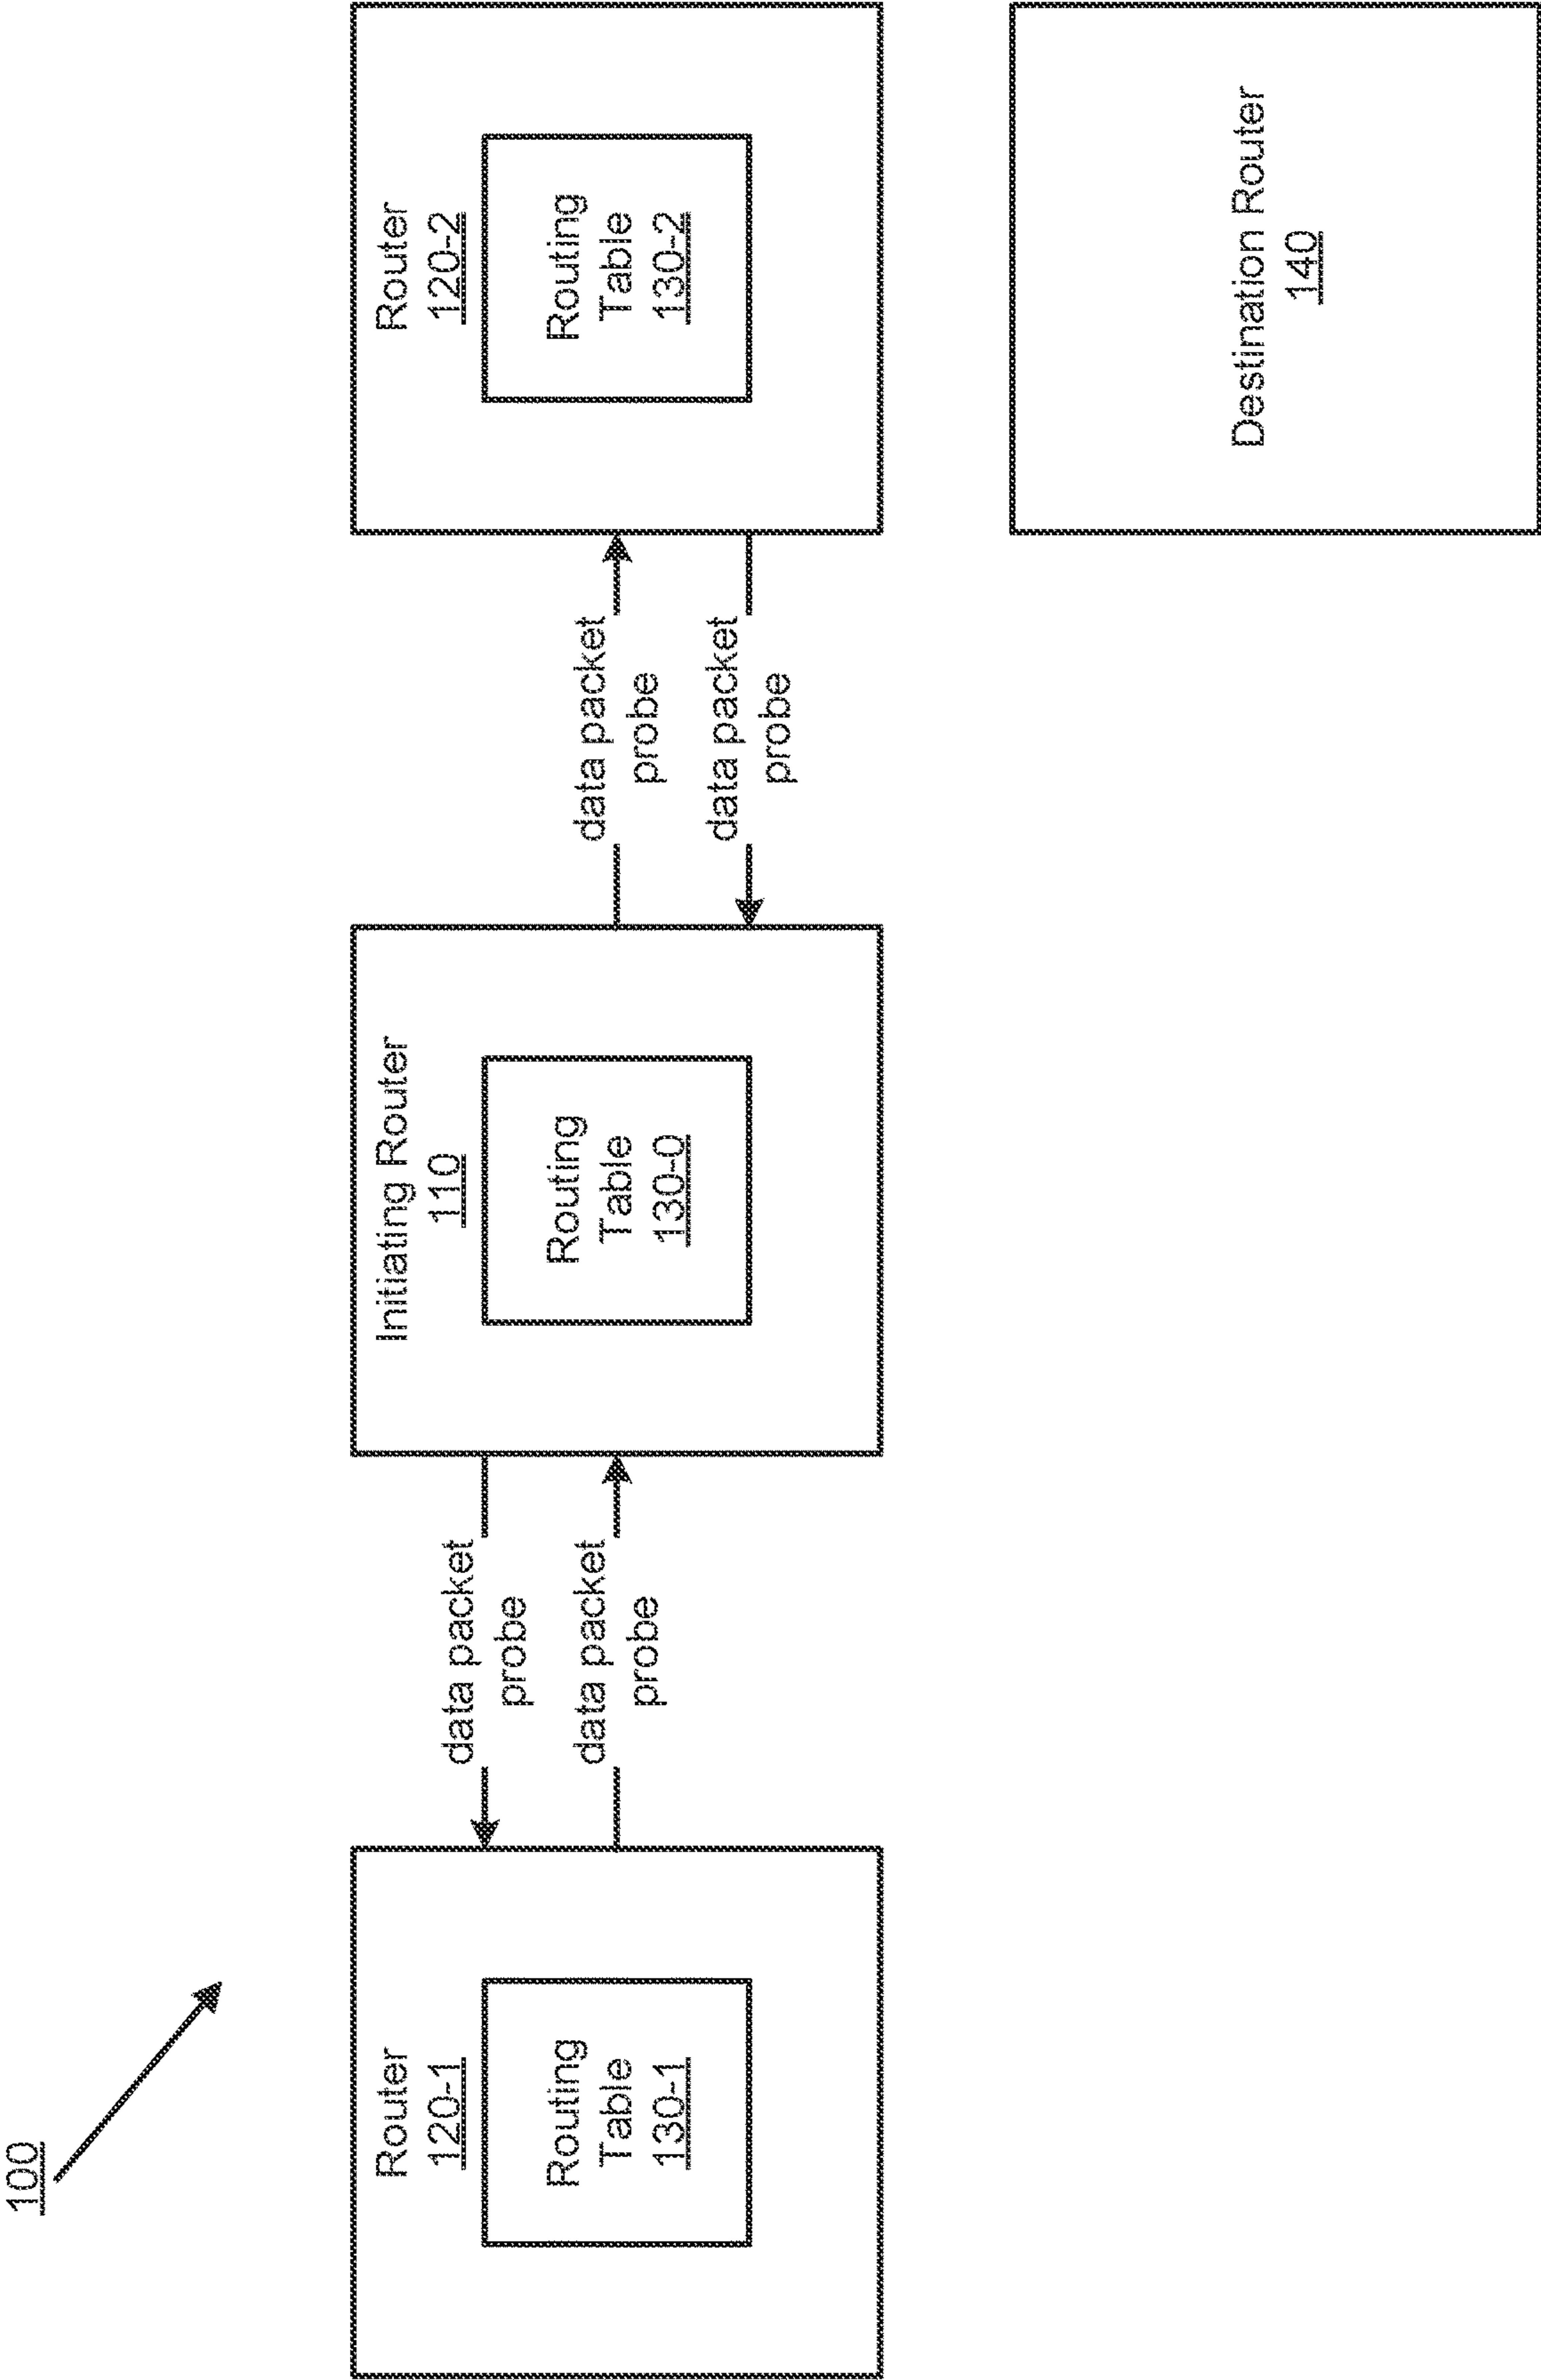 100
Router
120-1
Routing
Table
130-1
data packet
probe
data packet
probe
Initiating Router
110
Routing
Table
130-0
data packet
probe
data packet
probe
Router
120-2
Routing
Table
130-2
Destination Router
140